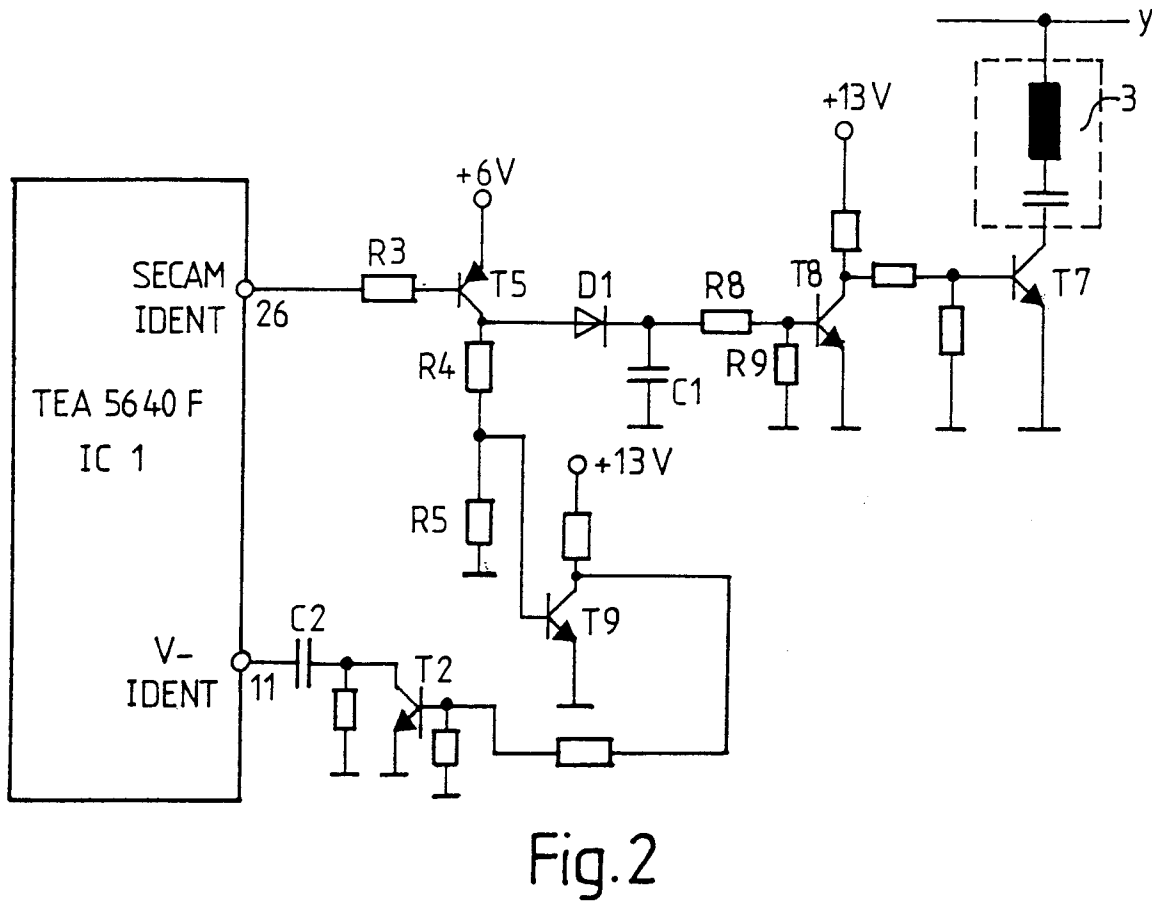 y
3
+13V
+6V
R3
T5
SECAM
IDENT
26
D1
R8
T8
T7
R4
R9
C1
TEA 5640 F
IC 1
+13V
R5
C2
T9
V-
IDENT
11
T2
Fig. 2